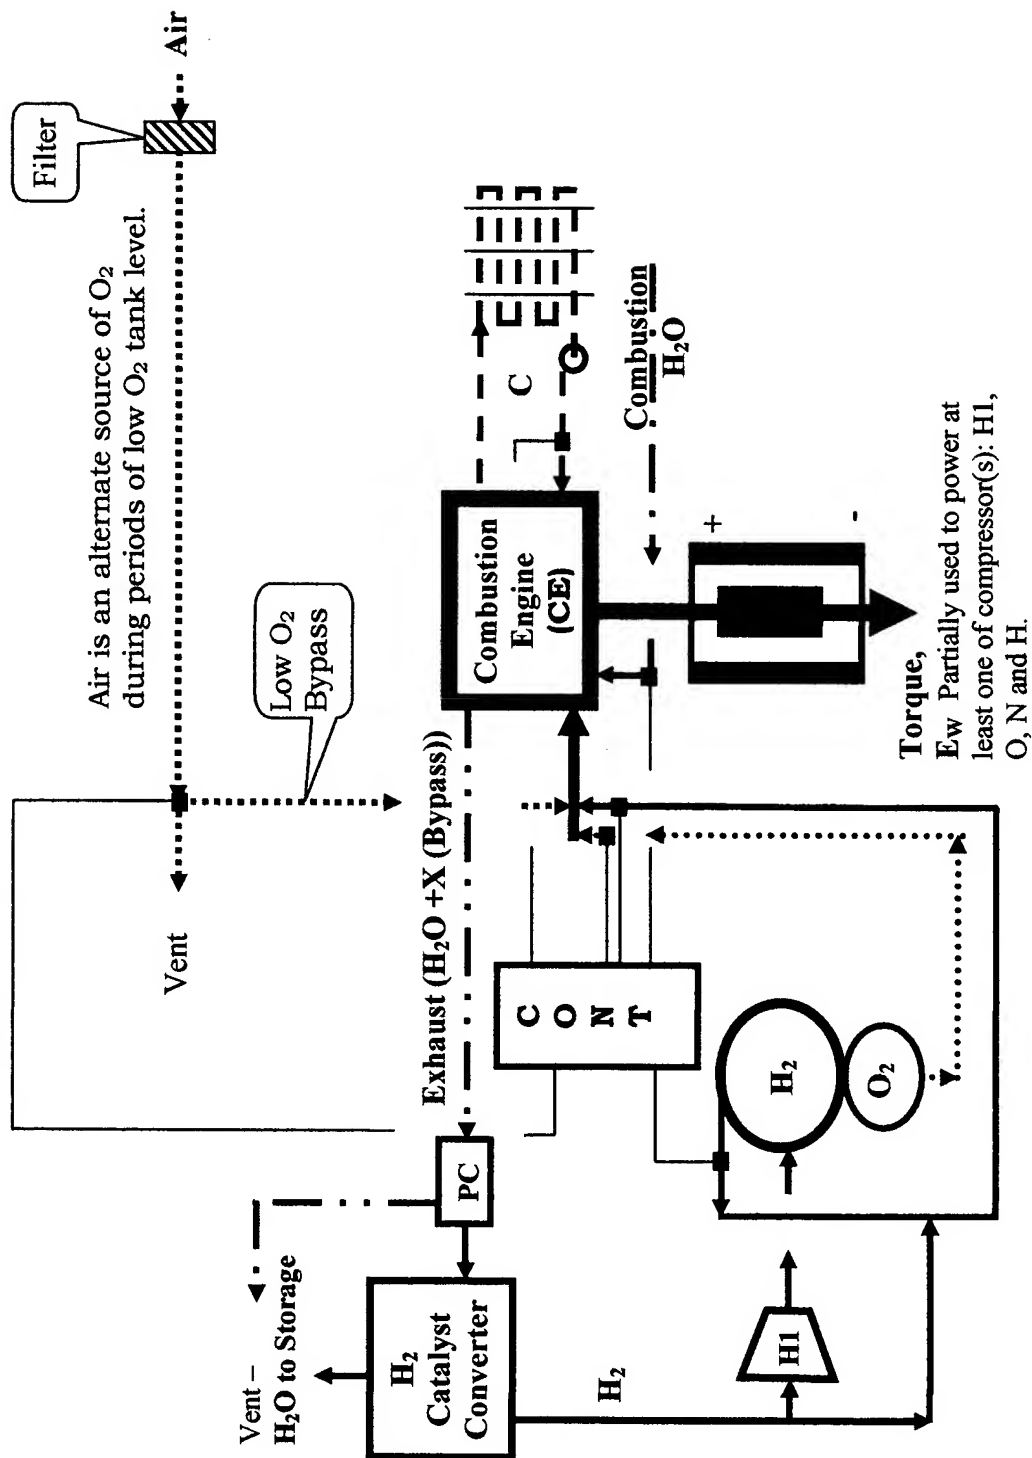 Air
Filter
Air is an alternate source of O₂
during periods of low O₂ tank level.
Low O₂
Bypass
Vent
C
Combustion
H₂O
Combustion
Engine
(CE)
+
-
Torque,
Ew Partially used to power at
least one of compressor(s): H1,
O, N and H.
Exhaust (H₂O +X (Bypass))
C
O
N
T
PC
H₂
O₂
Vent –
H₂O to Storage
H₂
Catalyst
Converter
H₂
H1